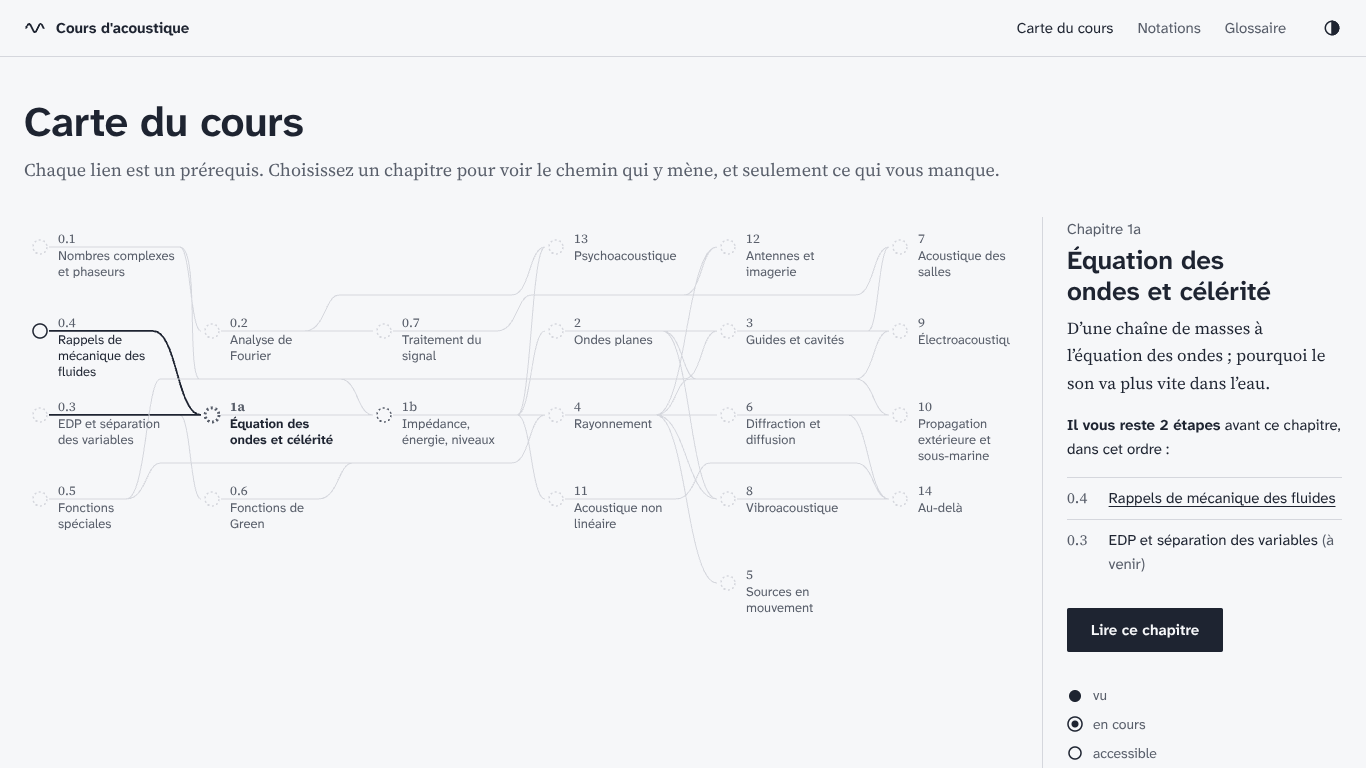 Cours d'acoustique
Carte du cours
Notations
Glossaire
Carte du cours
Chaque lien est un prérequis. Choisissez un chapitre pour voir le chemin qui y mène, et seulement ce qui vous manque.
0.1
Nombres complexes
et phaseurs
0.4
Rappels de
mécanique des
fluides
0.3
EDP et séparation
des variables
0.5
Fonctions
spéciales
0.2
Analyse de
Fourier
1a
Équation des
ondes et célérité
0.6
Fonctions de
Green
0.7
Traitement du
signal
1b
Impédance,
énergie, niveaux
13
Psychoacoustique
2
Ondes planes
4
Rayonnement
11
Acoustique non
linéaire
12
Antennes et
imagerie
3
Guides et cavités
6
Diffraction et
diffusion
8
Vibroacoustique
5
Sources en
mouvement
7
Acoustique des
salles
9
10
Propagation
extérieure et
sous-marine
14
Au-delà
Chapitre 1a
Équation des
ondes et célérité
D’une chaîne de masses à
l’équation des ondes ; pourquoi le
son va plus vite dans l’eau.
Il vous reste 2 étapes avant ce chapitre,
dans cet ordre :
0.4 Rappels de mécanique des fluides
0.3 EDP et séparation des variables (à
venir)
Lire ce chapitre
vu
en cours
accessible